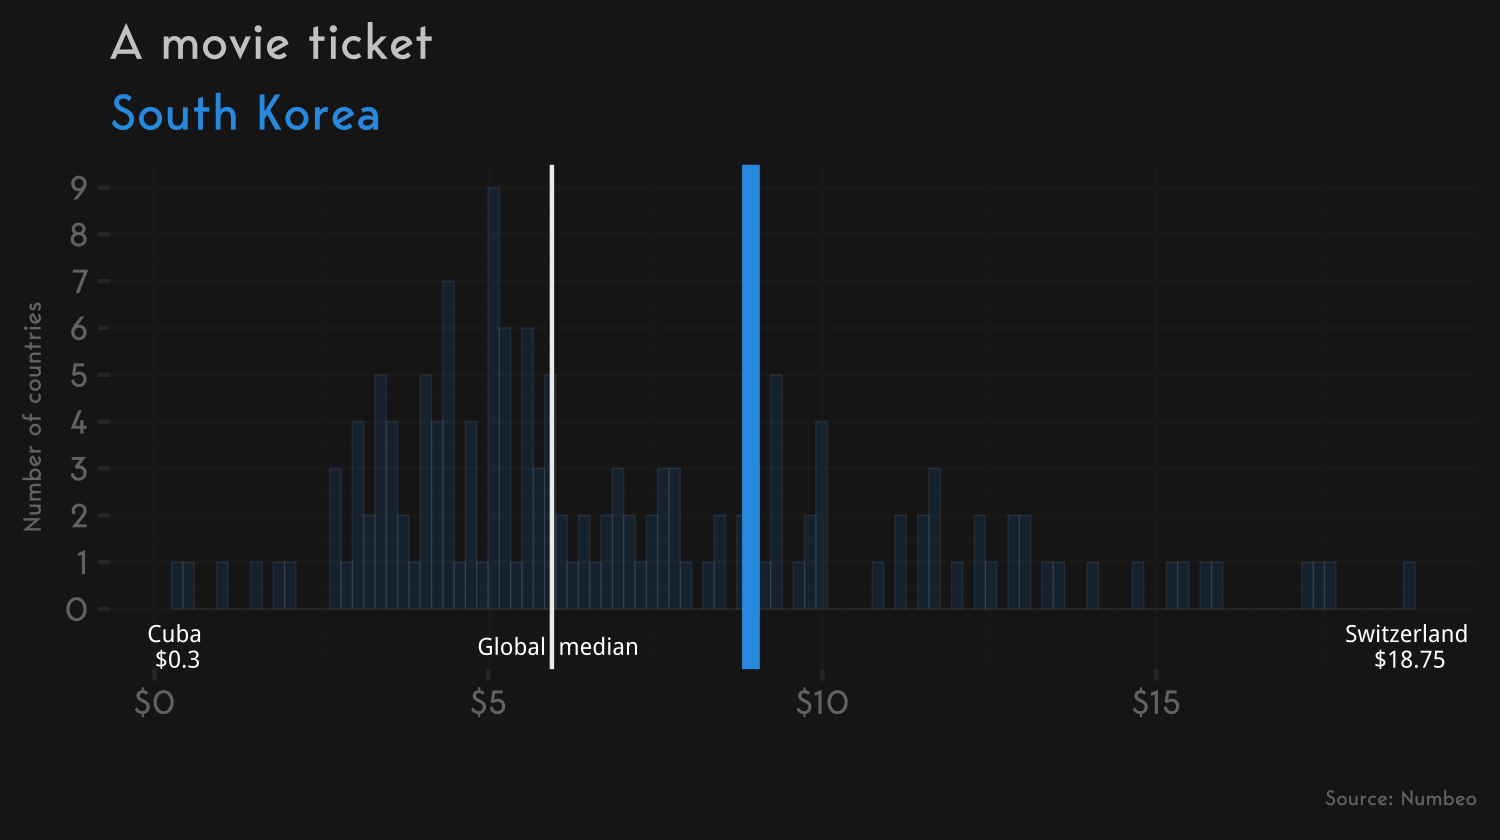 A movie ticket
South Korea
Number of countries
9
8
7
6
5
4
3
2
1
0
Cuba
$0.3
Global median
Switzerland
$18.75
$0 $5 $10 $15
Source: Numbeo